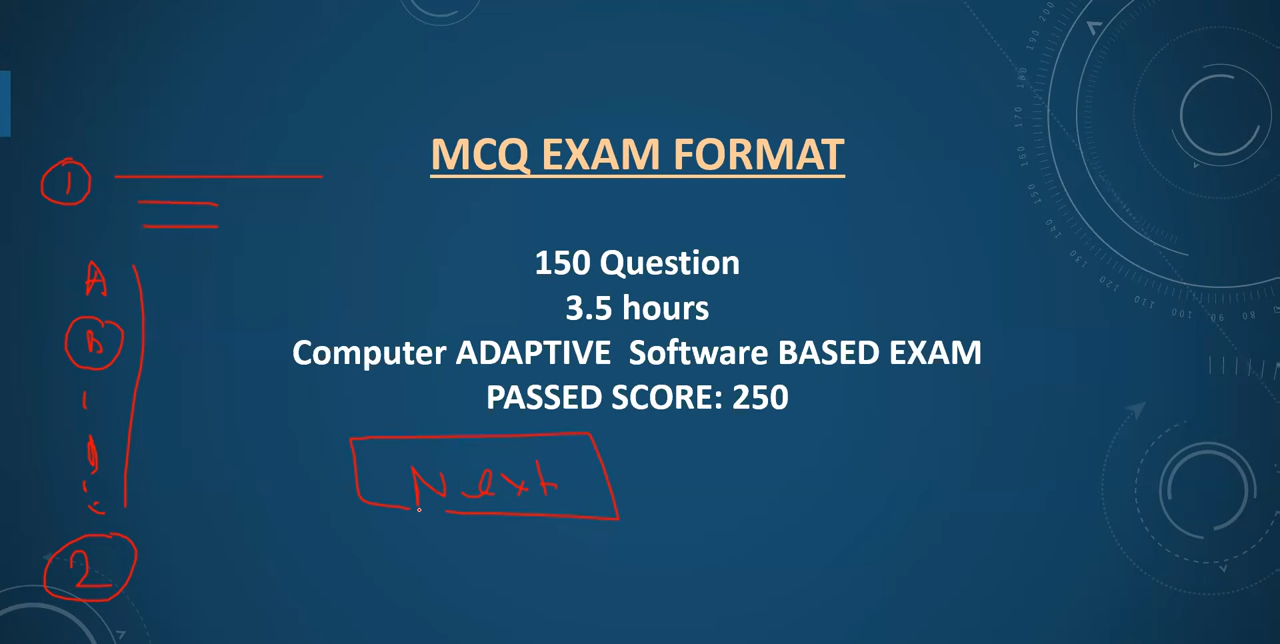 MCQ EXAM FORMAT
150 Question
3.5 hours
Computer ADAPTIVE Software BASED EXAM
PASSED SCORE: 250
1
A
B
Next
2